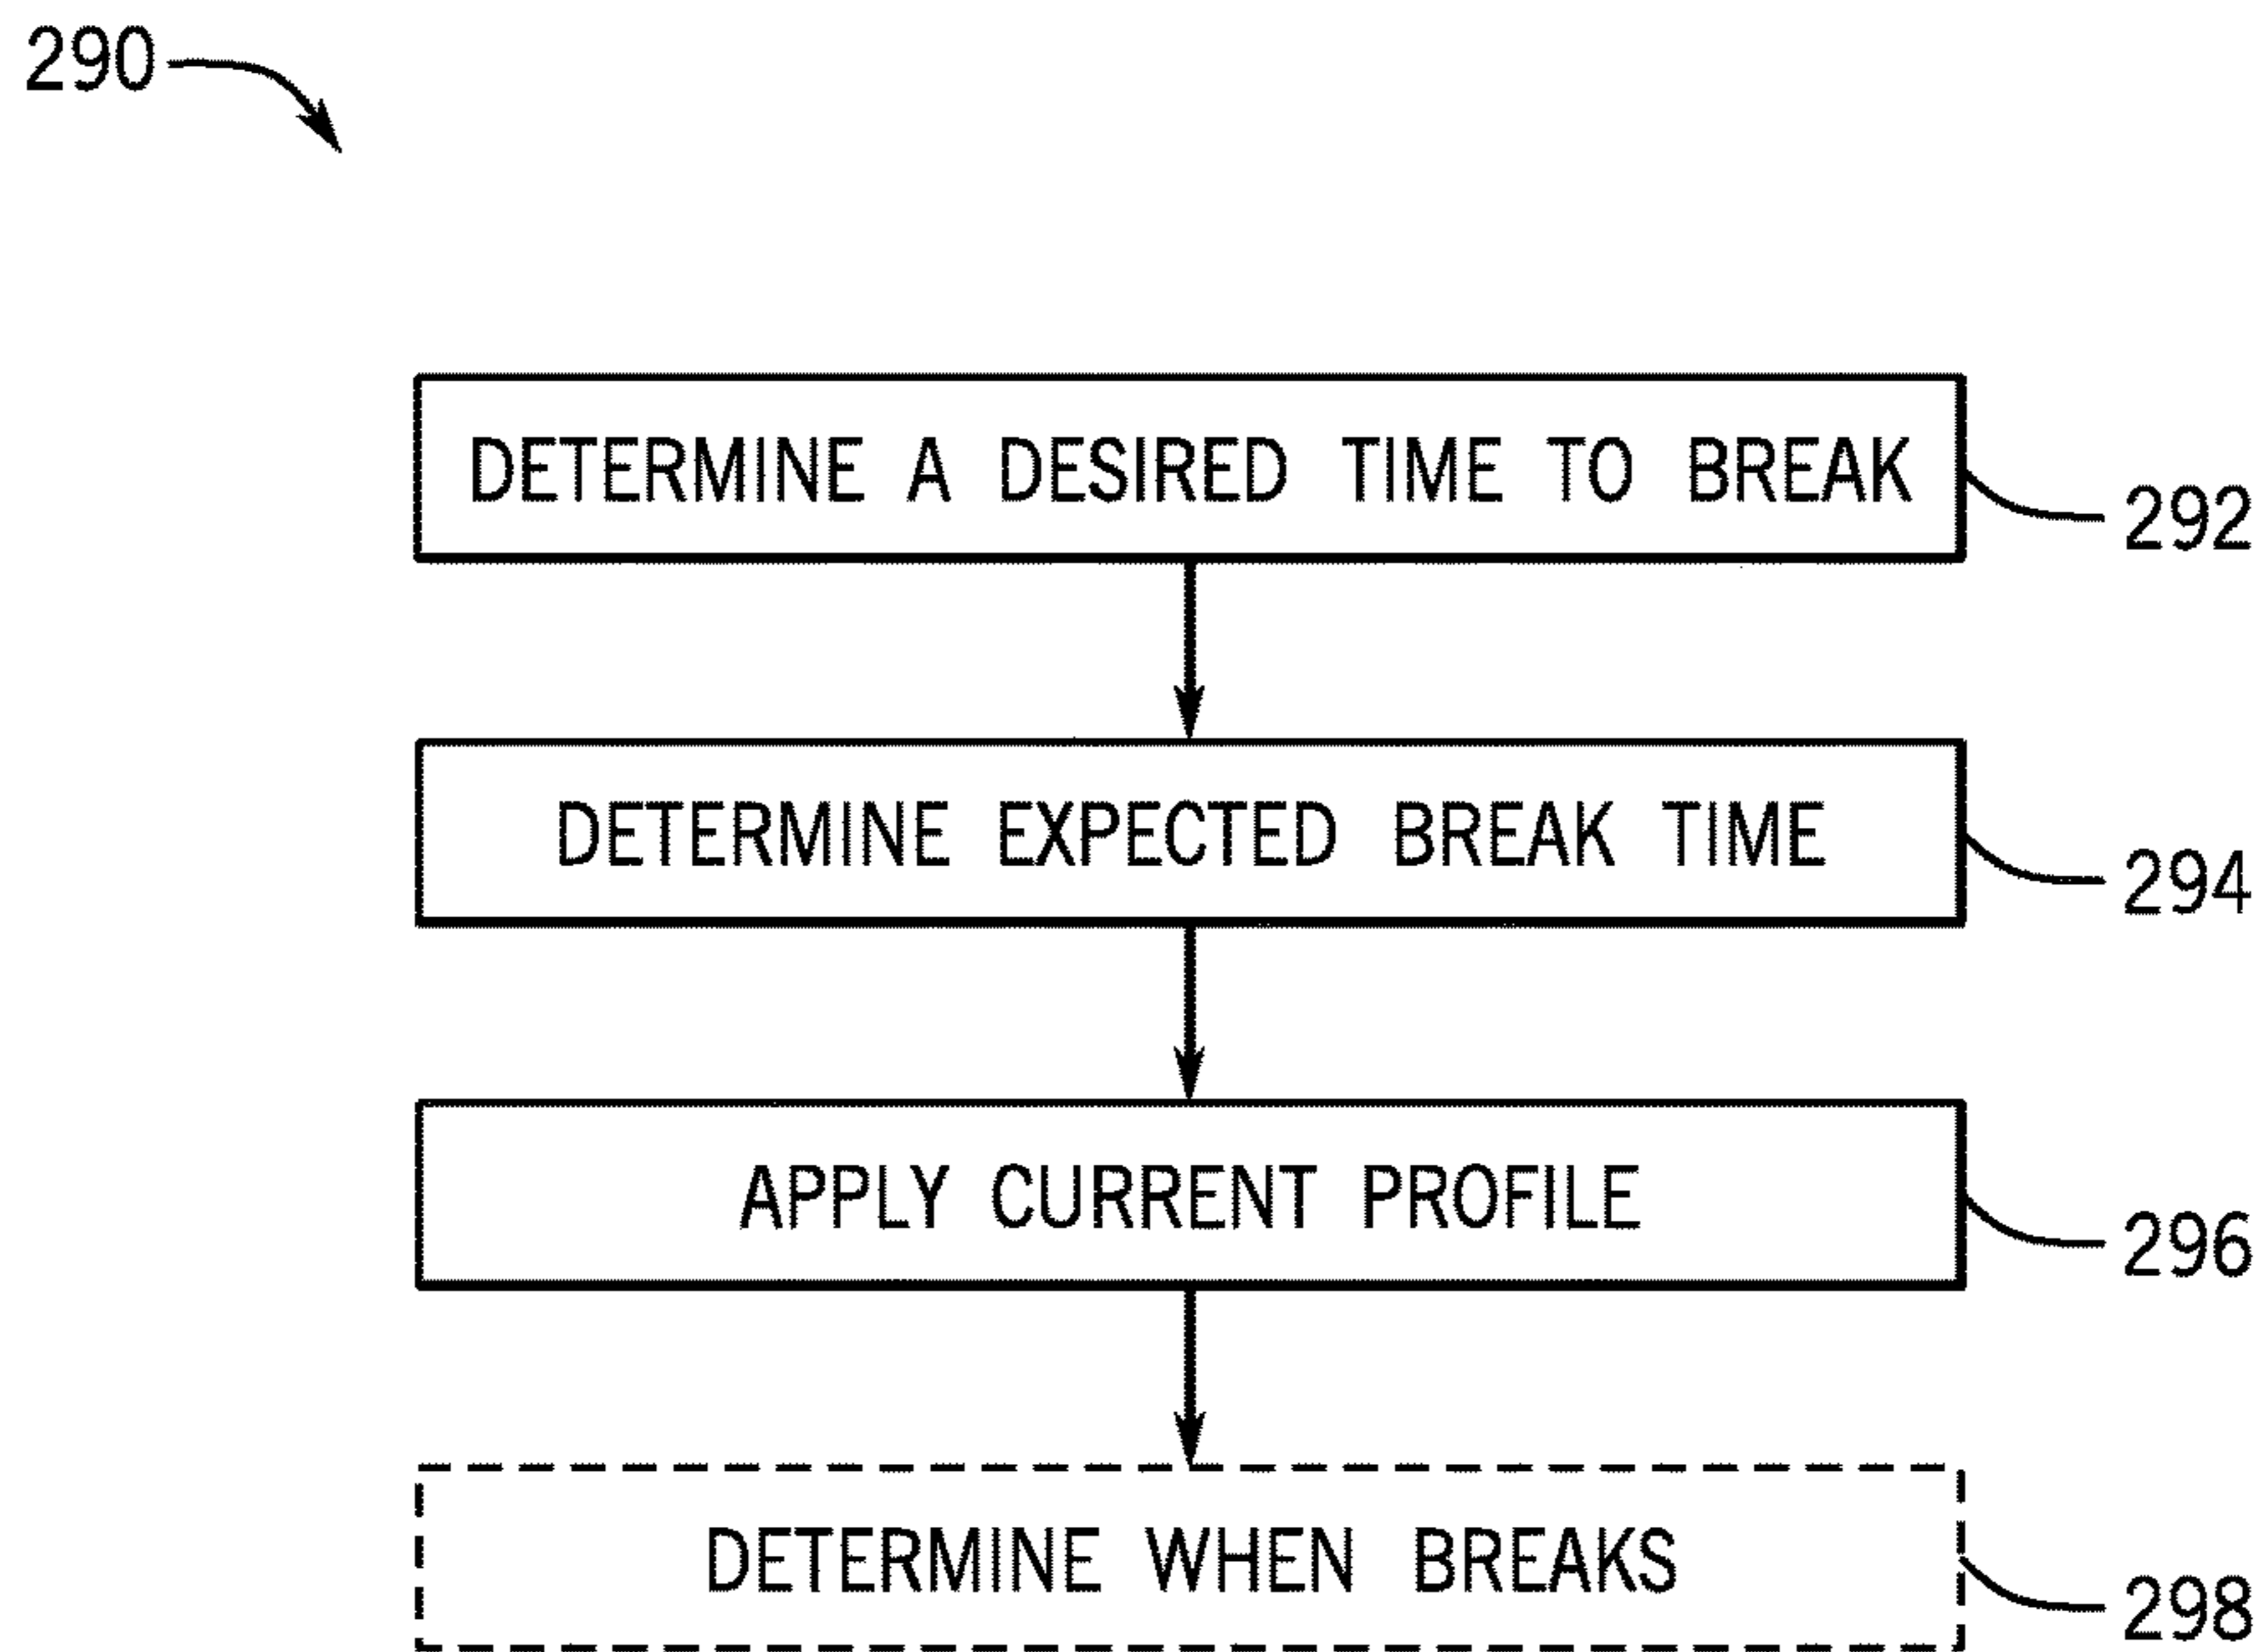 290
DETERMINE A DESIRED TIME TO BREAK
292
DETERMINE EXPECTED BREAK TIME
294
APPLY CURRENT PROFILE
296
DETERMINE WHEN BREAKS
298